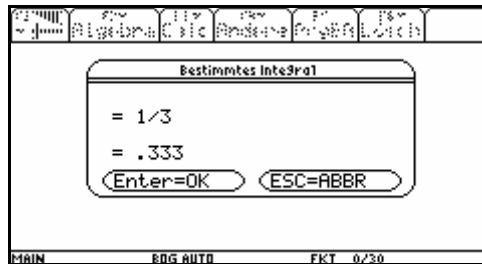 Algebra Calc Andere PrgEA Lösch
Bestimmtes Integral
= 1/3
= .333
Enter=OK ESC=ABBR
MAIN BOG AUTO FKT 0/30